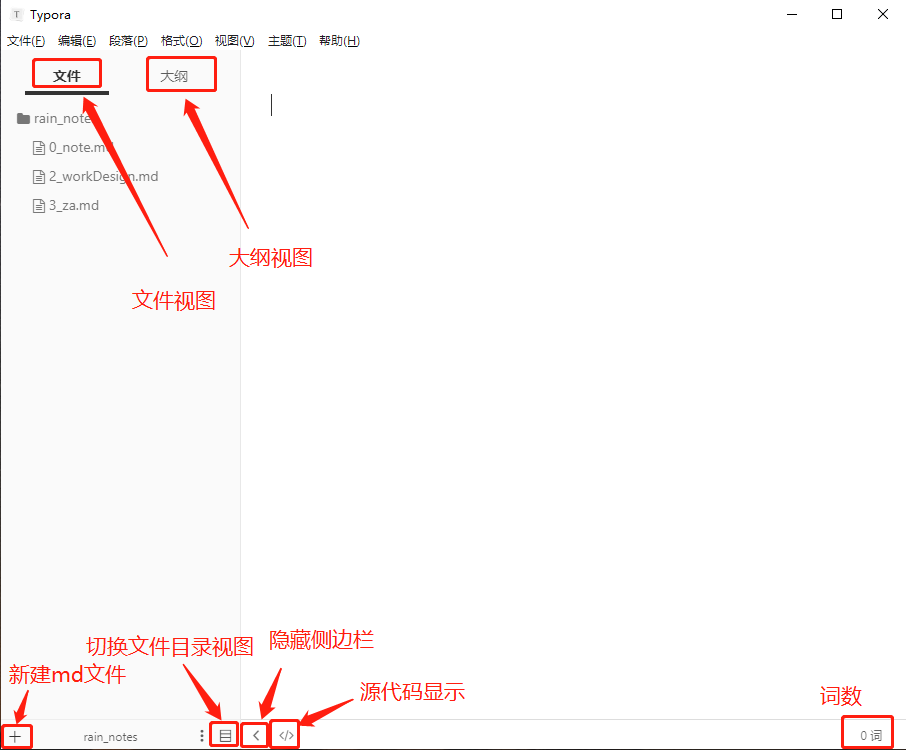 Typora
文件(F) 编辑(E) 段落(P) 格式(O) 视图(V) 主题(T) 帮助(H)
文件 大纲
rain_note
0_note.md
2_workDesign.md
3_za.md
大纲视图
文件视图
切换文件目录视图 隐藏侧边栏
新建md文件 源代码显示 词数
rain_notes </> 0 词